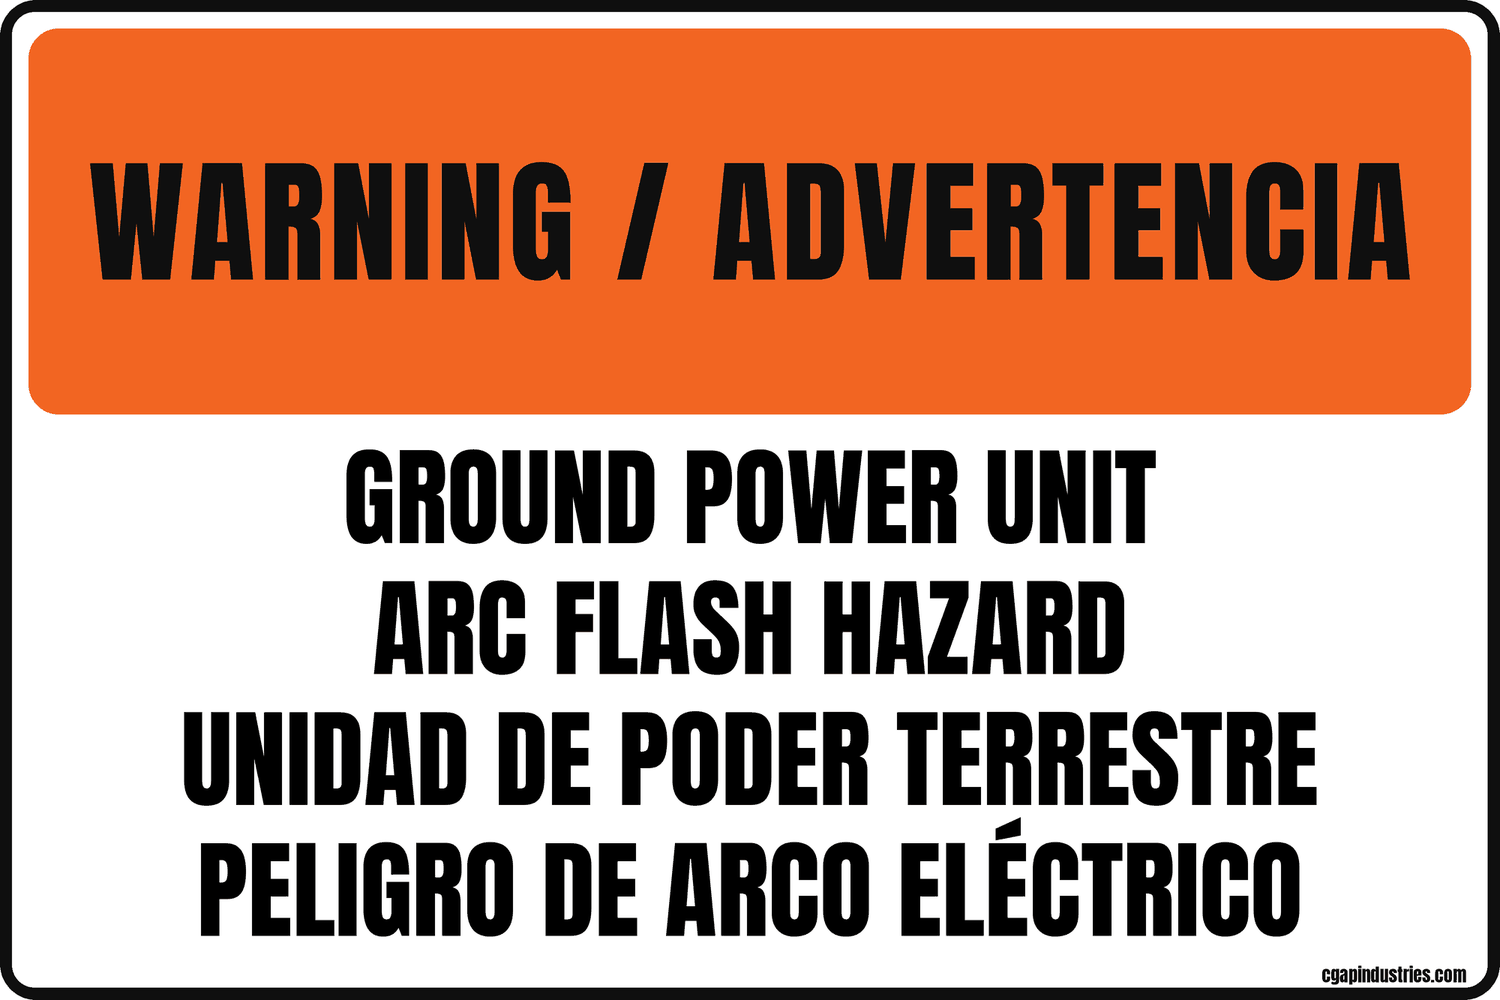 WARNING / ADVERTENCIA
GROUND POWER UNIT
ARC FLASH HAZARD
UNIDAD DE PODER TERRESTRE
PELIGRO DE ARCO ELÉCTRICO
cgapindustries.com